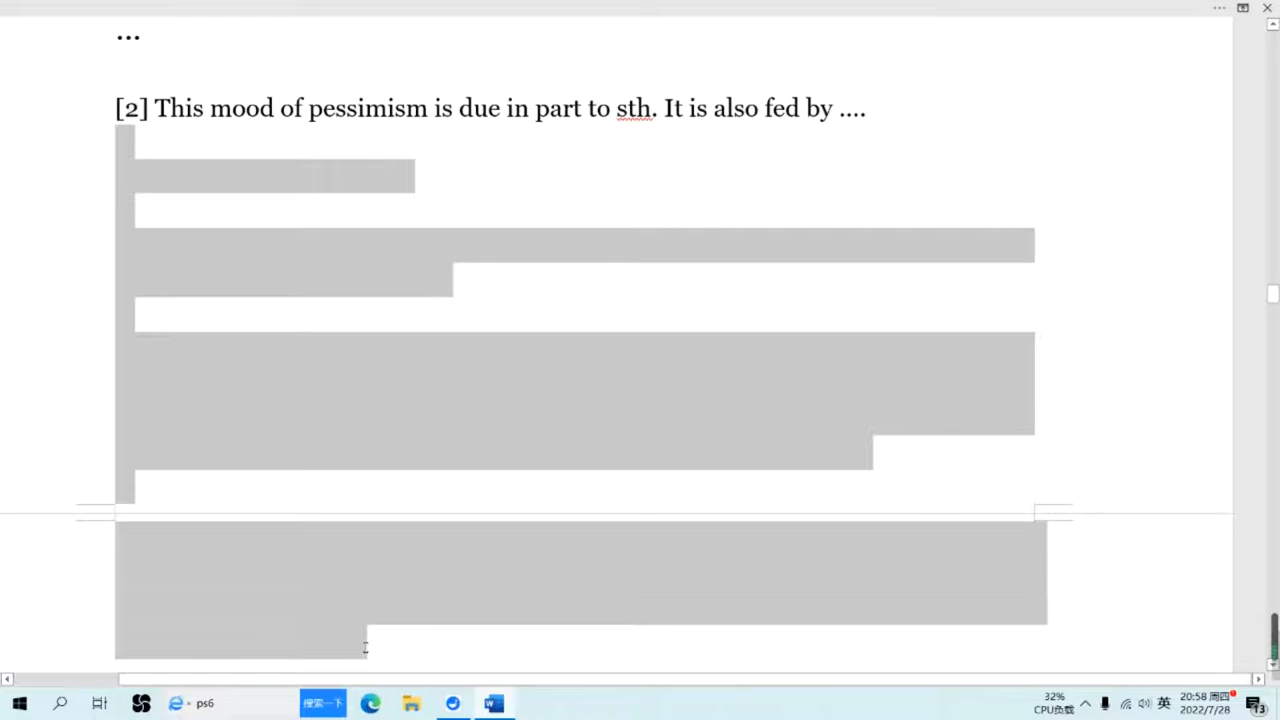 ...
[2] This mood of pessimism is due in part to sth. It is also fed by ....
ps6
搜索一下
32%
CPU负载
英
20:58 周四
2022/7/28
13